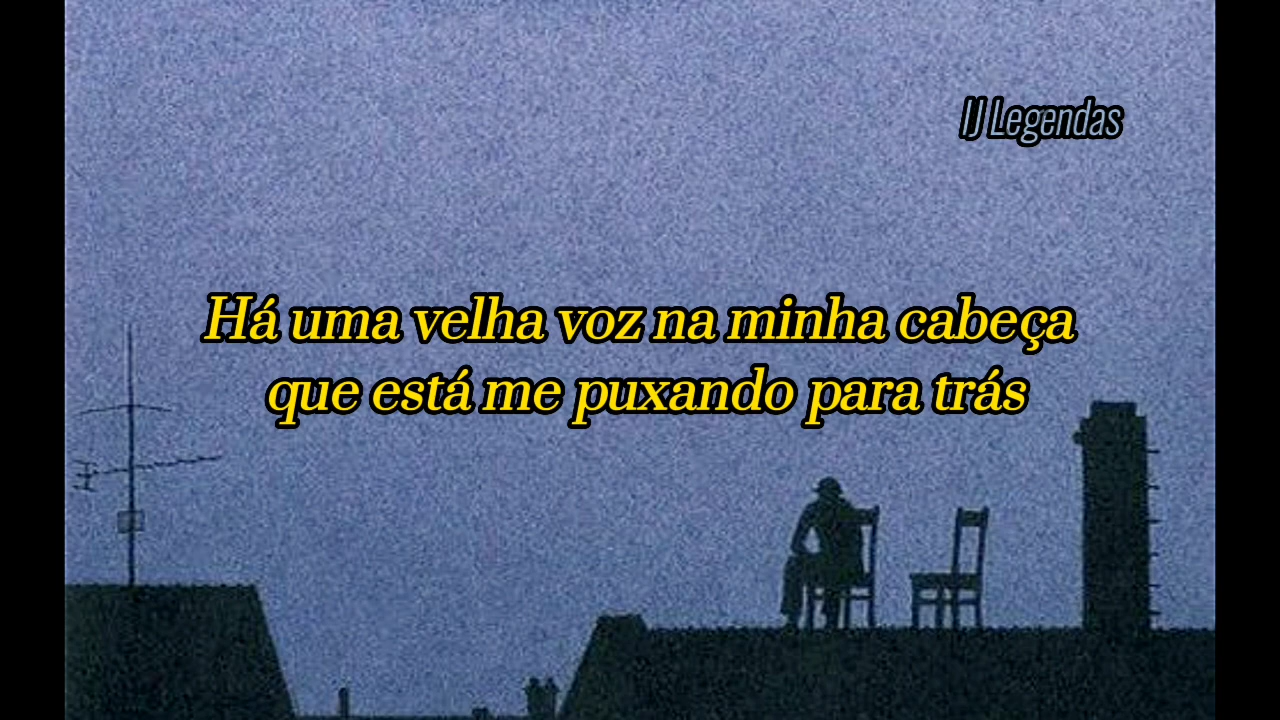 IJ Legendas
Há uma velha voz na minha cabeça
que está me puxando para trás